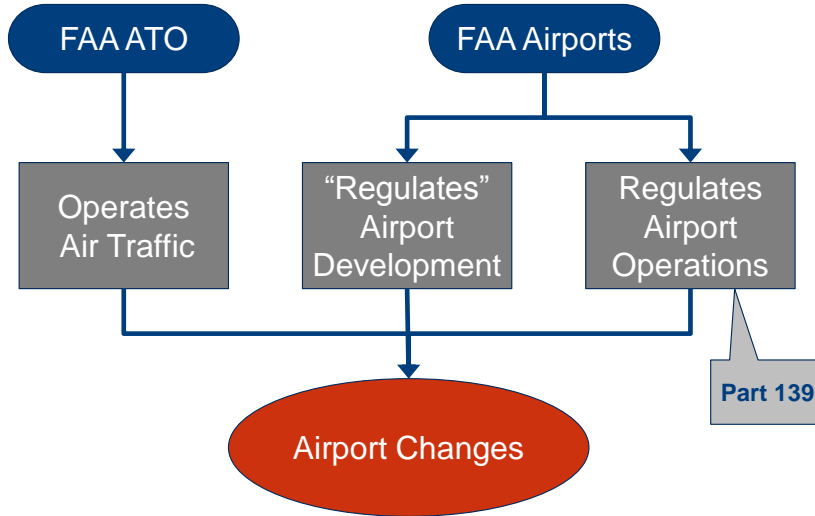 FAA ATO
FAA Airports
Operates
Air Traffic
“Regulates”
Airport
Development
Regulates
Airport
Operations
Part 139
Airport Changes